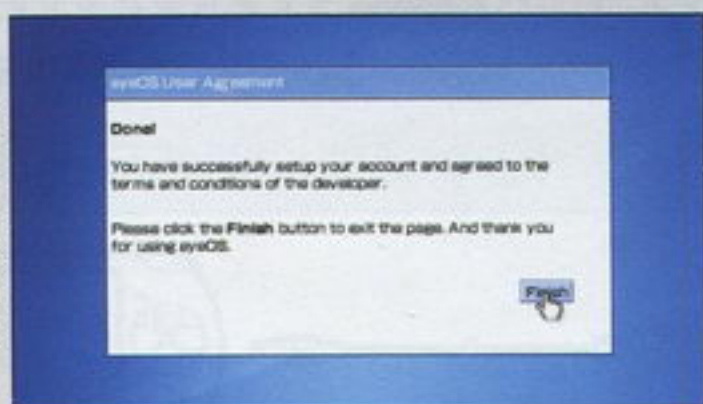 eyeOS User Agreement
Done!
You have successfully setup your account and agreed to the
terms and conditions of the developer.
Please click the Finish button to exit the page. And thank you
for using eyeOS.
Finish